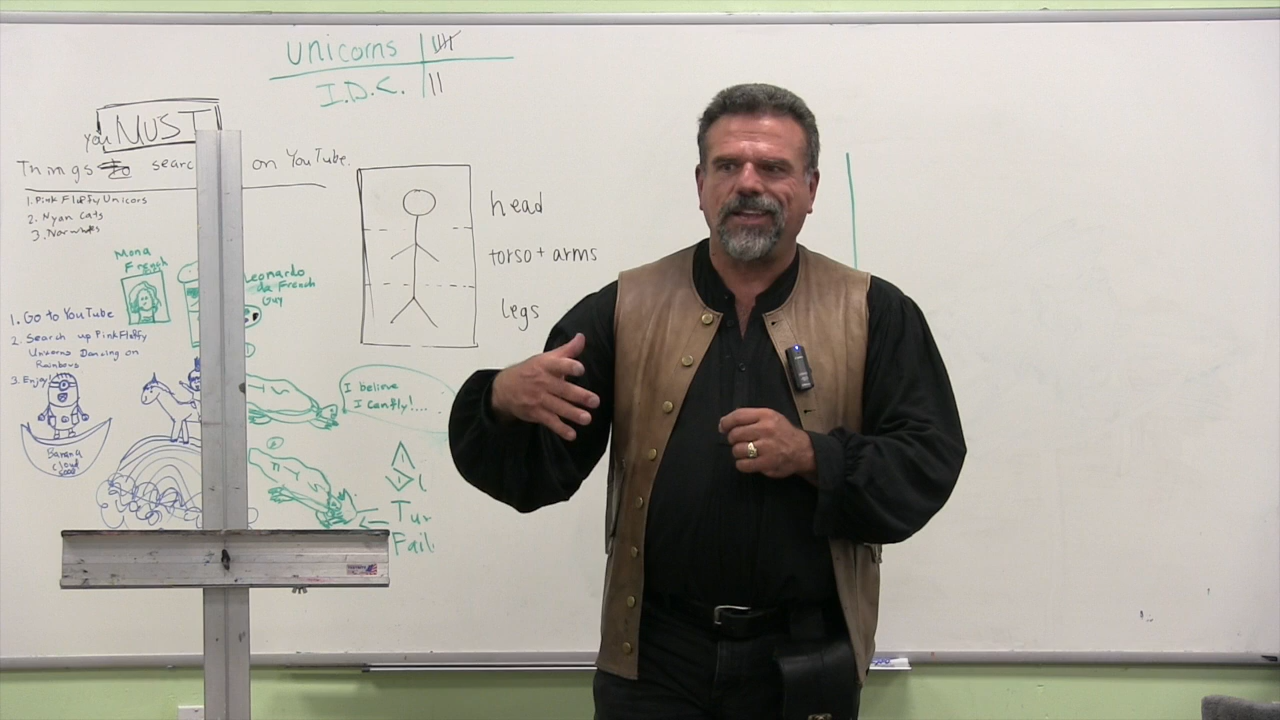 unicorns
I.D.C.
you MUST
Things to searc on YouTube.
1. Pink Fluffy Unicors
2. Nyan Cats
3. Narwhals
head
torso + arms
legs
Mona
French
Leonardo
da French
Guy
1. Go to YouTube
2. Search up Pink Fluffy
Unicorns Dancing on
Rainbows
3. Enjoy
Banana
cloud
I believe
I can fly!....
Tur
Fail